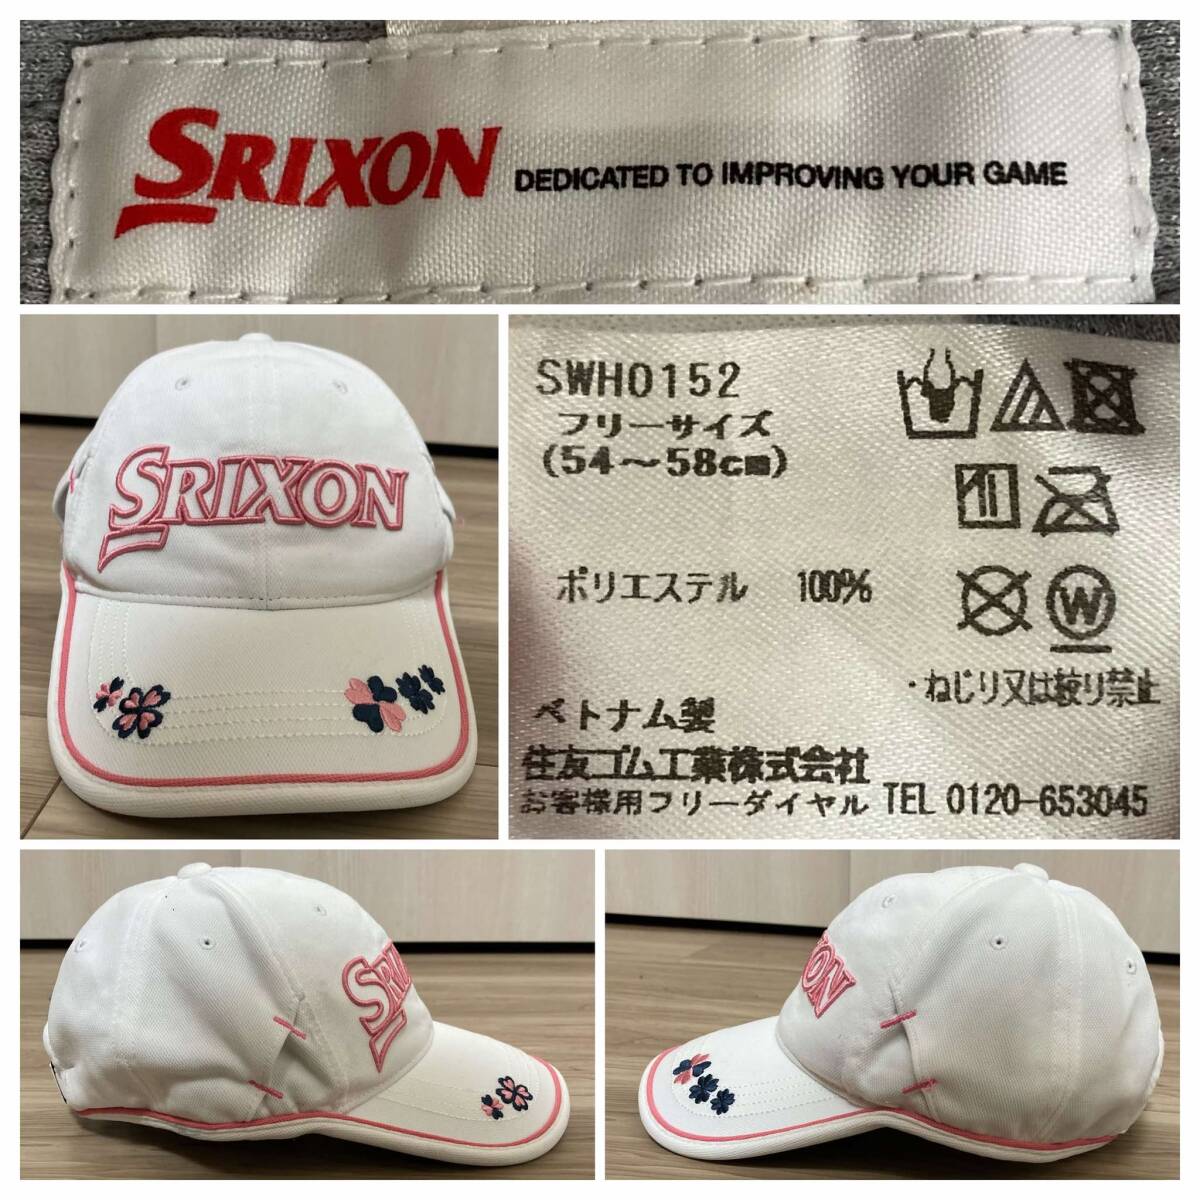 SRIXON DEDICATED TO IMPROVING YOUR GAME
SRIXON
SWH0152
フリーサイズ
(54～58cm)
ポリエステル 100%
W
・ねじり又は絞り禁止
ベトナム製
住友ゴム工業株式会社
お客様用フリーダイヤル TEL 0120-653045
SRIX
XON